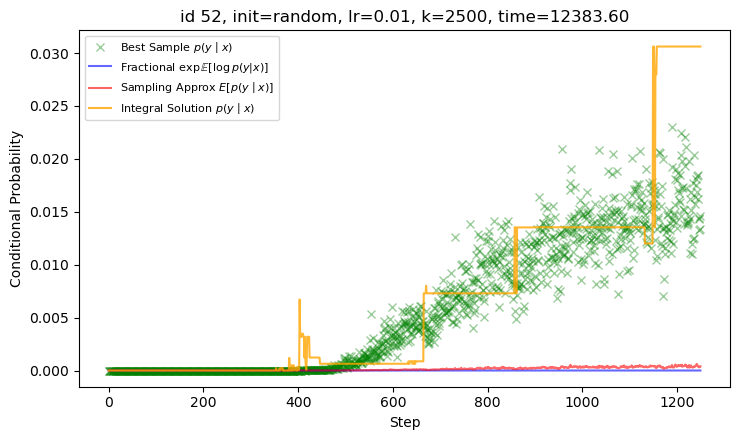 id 52, init=random, lr=0.01, k=2500, time=12383.60
Best Sample p(y | x)
Fractional exp𝔼[log p(y|x)]
Sampling Approx E[p(y | x)]
Integral Solution p(y | x)
Conditional Probability
0.030
0.025
0.020
0.015
0.010
0.005
0.000
0 200 400 600 800 1000 1200
Step